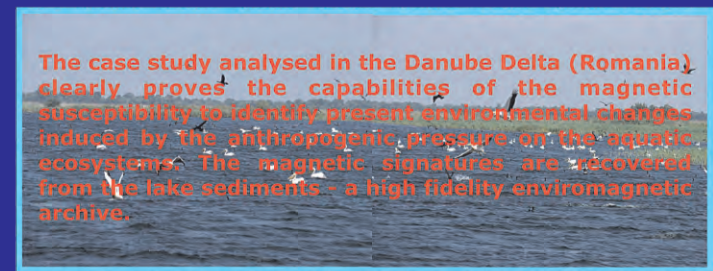 The case study analysed in the Danube Delta (Romania)
clearly proves the capabilities of the magnetic
susceptibility to identify present environmental changes
induced by the anthropogenic pressure on the aquatic
ecosystems. The magnetic signatures are recovered
from the lake sediments - a high fidelity enviromagnetic
archive.